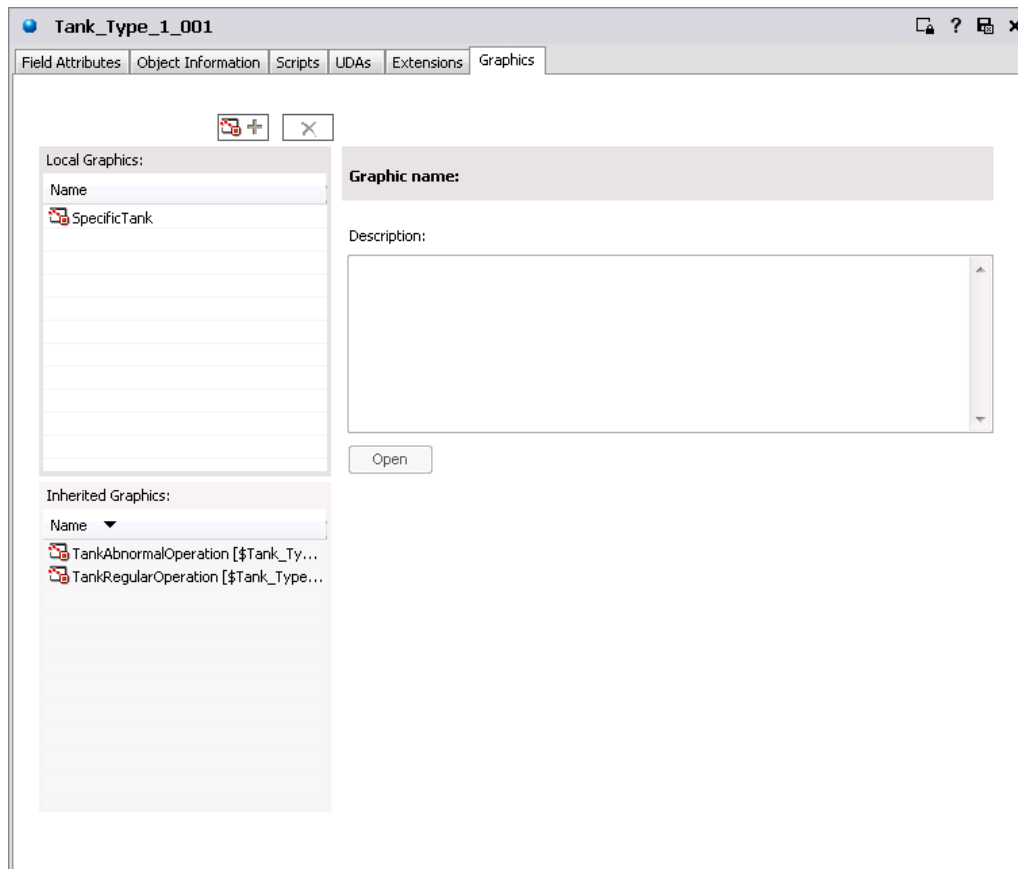 Tank_Type_1_001
?
Field Attributes Object Information Scripts UDAs Extensions Graphics
Local Graphics:
Name
SpecificTank
Graphic name:
Description:
Open
Inherited Graphics:
Name
TankAbnormalOperation [$Tank_Ty...
TankRegularOperation [$Tank_Type...